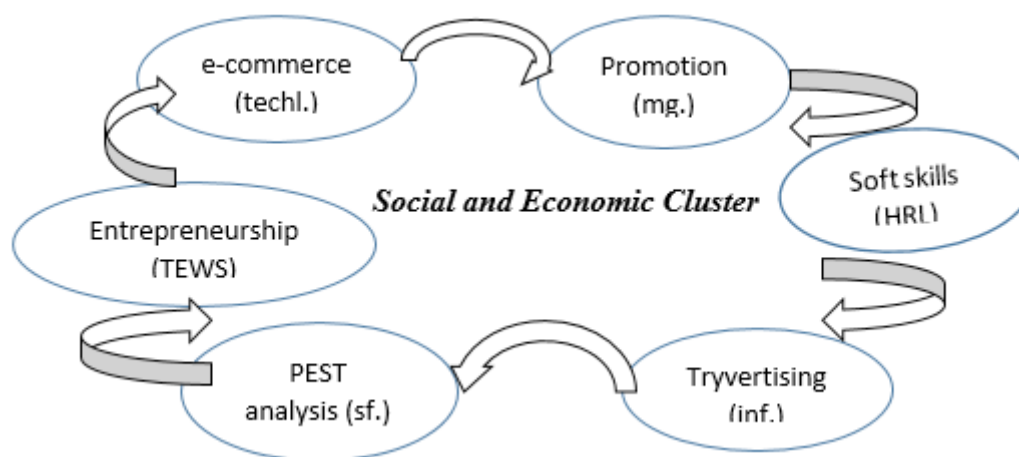 e-commerce
(techl.)
Promotion
(mg.)
Soft skills
(HRL)
Social and Economic Cluster
Entrepreneurship
(TEWS)
PEST
analysis (sf.)
Tryvertising
(inf.)